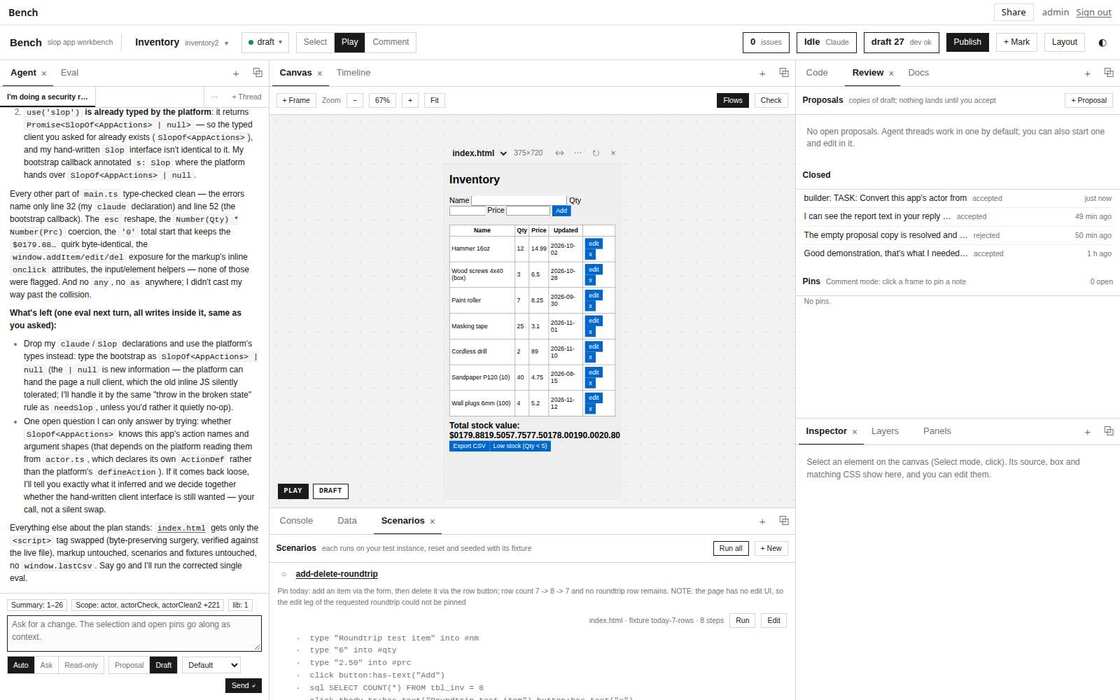 Bench
Share admin Sign out
Bench slop app workbench Inventory inventory2 ▾ draft ▾ Select Play Comment 0 issues Idle Claude draft 27 dev ok Publish + Mark Layout
Agent × Eval +
I'm doing a security r… ··· + Thread
2. use('slop') is already typed by the platform: it returns
Promise<SlopOf<AppActions> | null> — so the typed
client you asked for already exists ( SlopOf<AppActions> ),
and my hand-written Slop interface isn't identical to it. My
bootstrap callback annotated s: Slop where the platform
hands over SlopOf<AppActions> | null .
Every other part of main.ts type-checked clean — the errors
name only line 32 (my claude declaration) and line 52 (the
bootstrap callback). The esc reshape, the Number(Qty) *
Number(Prc) coercion, the '0' total start that keeps the
$0179.88… quirk byte-identical, the
window.addItem/edit/del exposure for the markup's inline
onclick attributes, the input/element helpers — none of those
were flagged. And no any , no as anywhere; I didn't cast my
way past the collision.
What's left (one eval next turn, all writes inside it, same as
you asked):
• Drop my claude / Slop declarations and use the platform's
types instead: type the bootstrap as SlopOf<AppActions> |
null (the | null is new information — the platform can
hand the page a null client, which the old inline JS silently
tolerated; I'll handle it by the same "throw in the broken state"
rule as needSlop , unless you'd rather it quietly no-op).
• One open question I can only answer by trying: whether
SlopOf<AppActions> knows this app's action names and
argument shapes (that depends on the platform reading them
from actor.ts , which declares its own ActionDef rather
than the platform's defineAction ). If it comes back loose,
I'll tell you exactly what it inferred and we decide together
whether the hand-written client interface is still wanted — your
call, not a silent swap.
Everything else about the plan stands: index.html gets only the
<script> tag swapped (byte-preserving surgery, verified against
the live file), markup untouched, scenarios and fixtures untouched,
no window.lastCsv . Say go and I'll run the corrected single
eval.
Summary: 1–26 Scope: actor, actorCheck, actorClean2 +221 lib: 1
Ask for a change. The selection and open pins go along as
context.
Auto Ask Read-only Proposal Draft Default
Send
Canvas × Timeline +
+ Frame Zoom − 67% + Fit Flows Check
index.html 375×720 ⇔ ··· ↻ ×
Inventory
Name Qty
Price Add
Name Qty Price Updated
Hammer 16oz 12 14.99 2026-10-02 edit x
Wood screws 4x40 (box) 3 6.5 2026-10-28 edit x
Paint roller 7 8.25 2026-09-30 edit x
Masking tape 25 3.1 2026-11-01 edit x
Cordless drill 2 89 2026-11-10 edit x
Sandpaper P120 (10) 40 4.75 2026-08-15 edit x
Wall plugs 6mm (100) 4 5.2 2026-11-12 edit x
Total stock value:
$0179.8819.5057.7577.50178.00190.0020.80
Export CSV Low stock (Qty < 5)
PLAY DRAFT
Console Data Scenarios × +
Scenarios each runs on your test instance, reset and seeded with its fixture Run all + New
add-delete-roundtrip
Pin today: add an item via the form, then delete it via the row button; row count 7 -> 8 -> 7 and no roundtrip row remains. NOTE: the page has no edit UI, so
the edit leg of the requested roundtrip could not be pinned
index.html · fixture today-7-rows · 8 steps Run Edit
· type "Roundtrip test item" into #nm
· type "6" into #qty
· type "2.50" into #prc
· click button:has-text("Add")
· sql SELECT COUNT(*) FROM tbl_inv = 8
Code Review × Docs +
Proposals copies of draft; nothing lands until you accept + Proposal
No open proposals. Agent threads work in one by default; you can also start one
and edit in it.
Closed
builder: TASK: Convert this app's actor from accepted just now
I can see the report text in your reply … accepted 49 min ago
The empty proposal copy is resolved and … rejected 50 min ago
Good demonstration, that's what I needed… accepted 1 h ago
Pins Comment mode: click a frame to pin a note 0 open
No pins.
Inspector × Layers Panels +
Select an element on the canvas (Select mode, click). Its source, box and
matching CSS show here, and you can edit them.